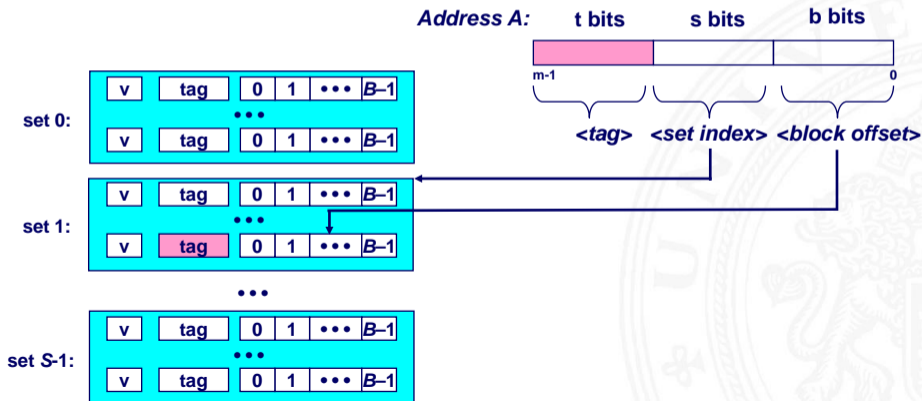 Address A: t bits s bits b bits
m-1 0
<tag> <set index> <block offset>
set 0:
v tag 0 1 ••• B–1
•••
v tag 0 1 ••• B–1
set 1:
v tag 0 1 ••• B–1
•••
v tag 0 1 ••• B–1
•••
set S-1:
v tag 0 1 ••• B–1
•••
v tag 0 1 ••• B–1
UNIVE